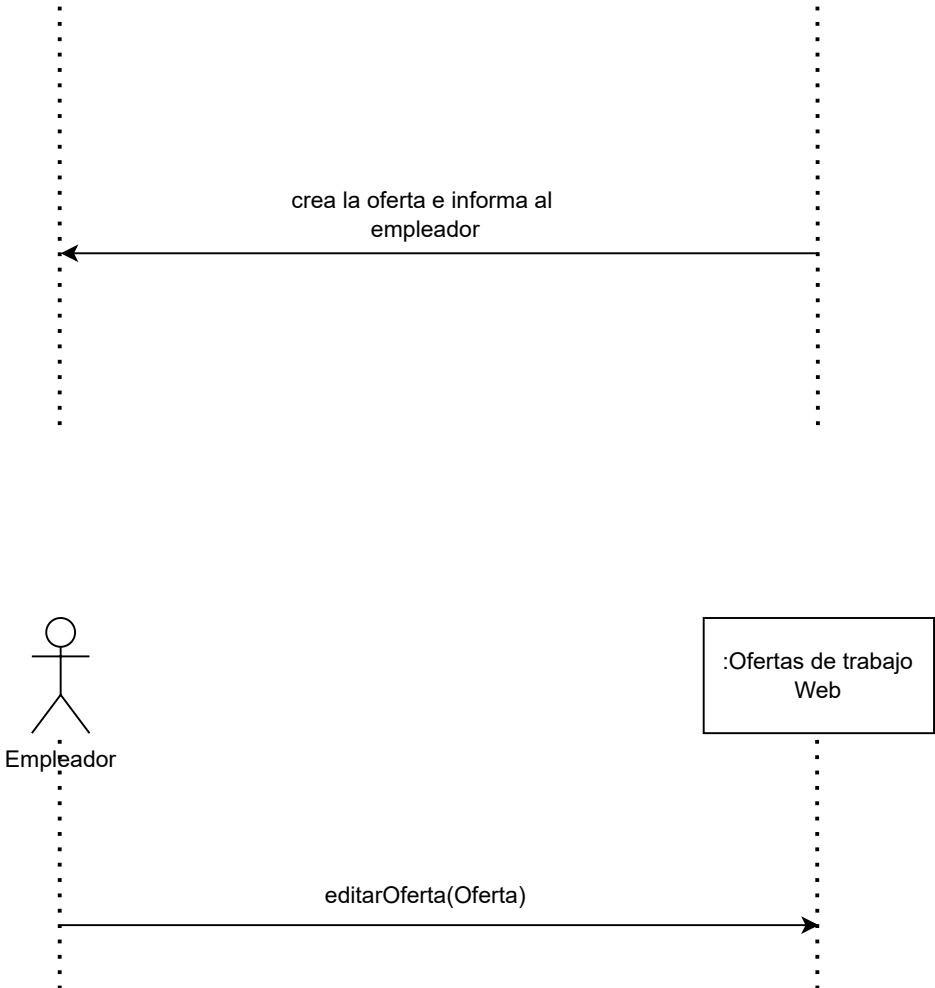 crea la oferta e informa al
empleador
:Ofertas de trabajo
Web
Empleador
editarOferta(Oferta)